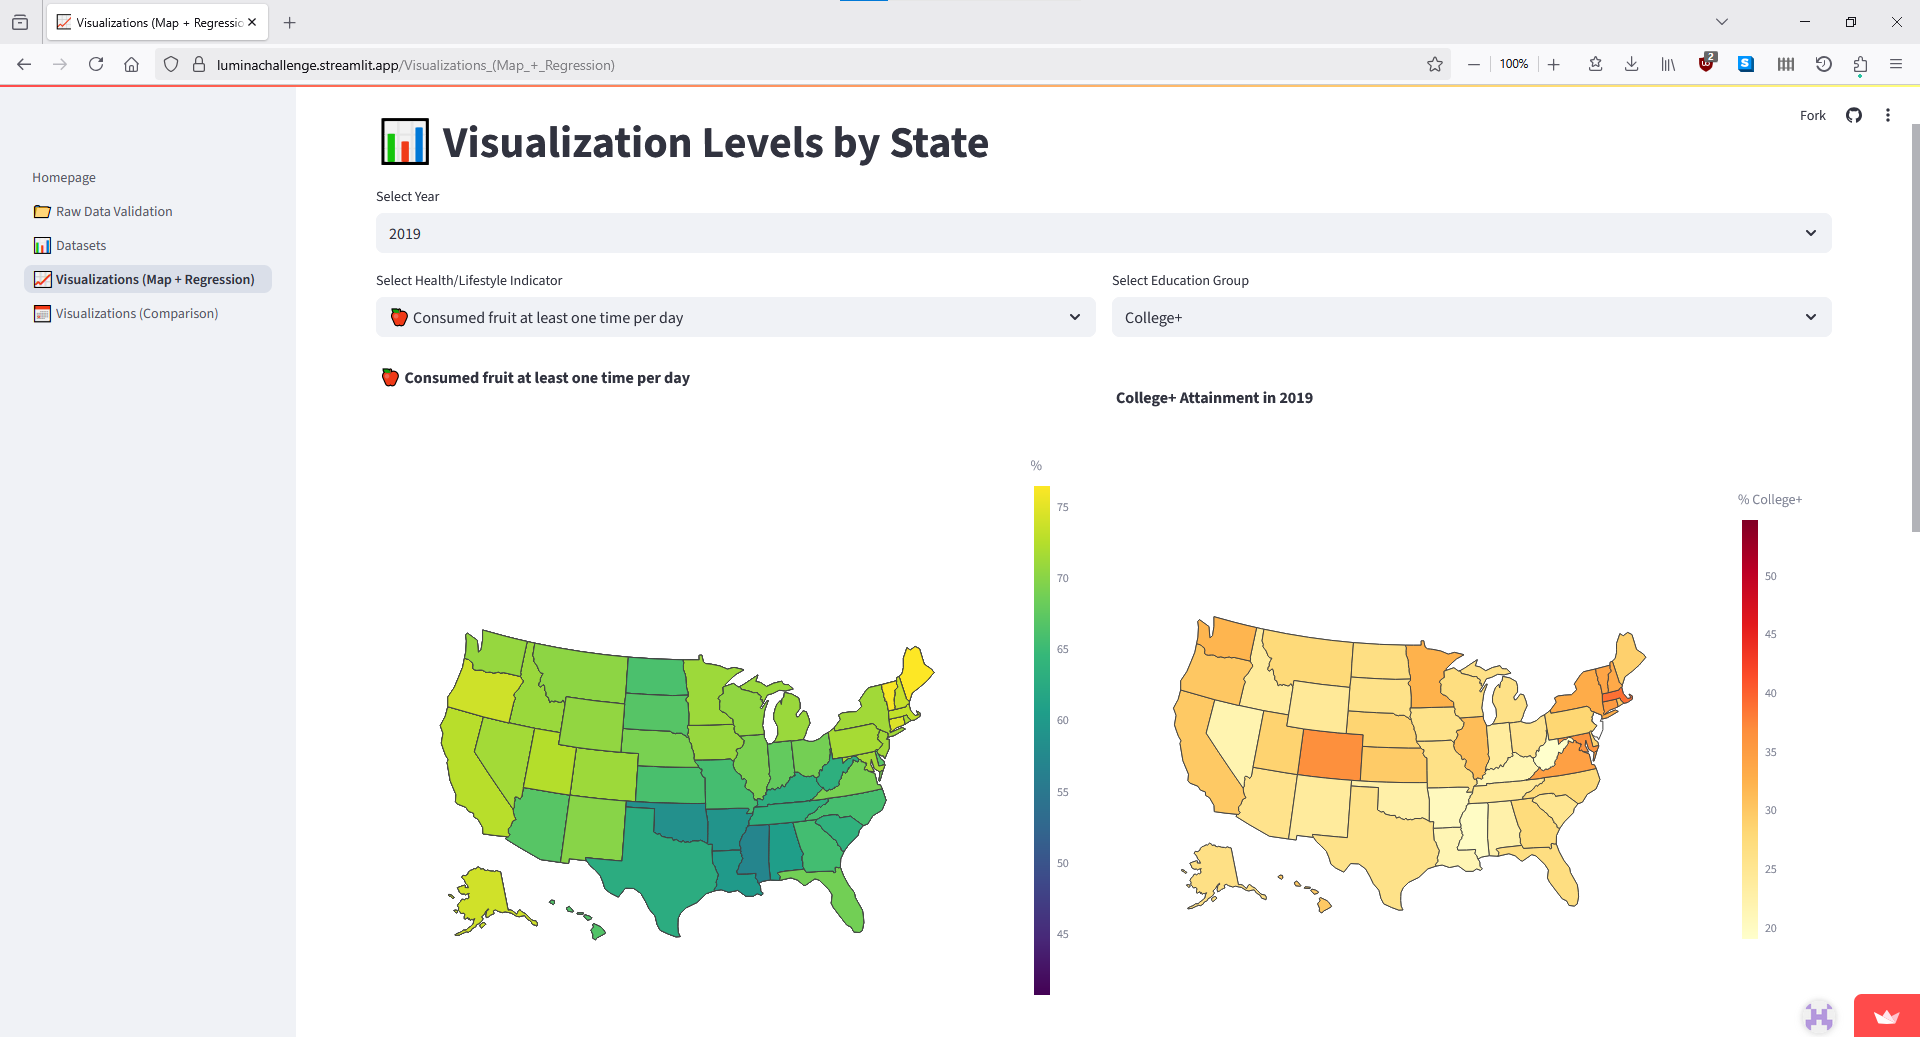 Visualizations (Map + Regressic
luminachallenge.streamlit.app/Visualizations_(Map_+_Regression)
100%
2
Fork
Homepage
Raw Data Validation
Datasets
Visualizations (Map + Regression)
Visualizations (Comparison)
Visualization Levels by State
Select Year
2019
Select Health/Lifestyle Indicator
Consumed fruit at least one time per day
Select Education Group
College+
Consumed fruit at least one time per day
College+ Attainment in 2019
%
75
70
65
60
55
50
45
% College+
50
45
40
35
30
25
20